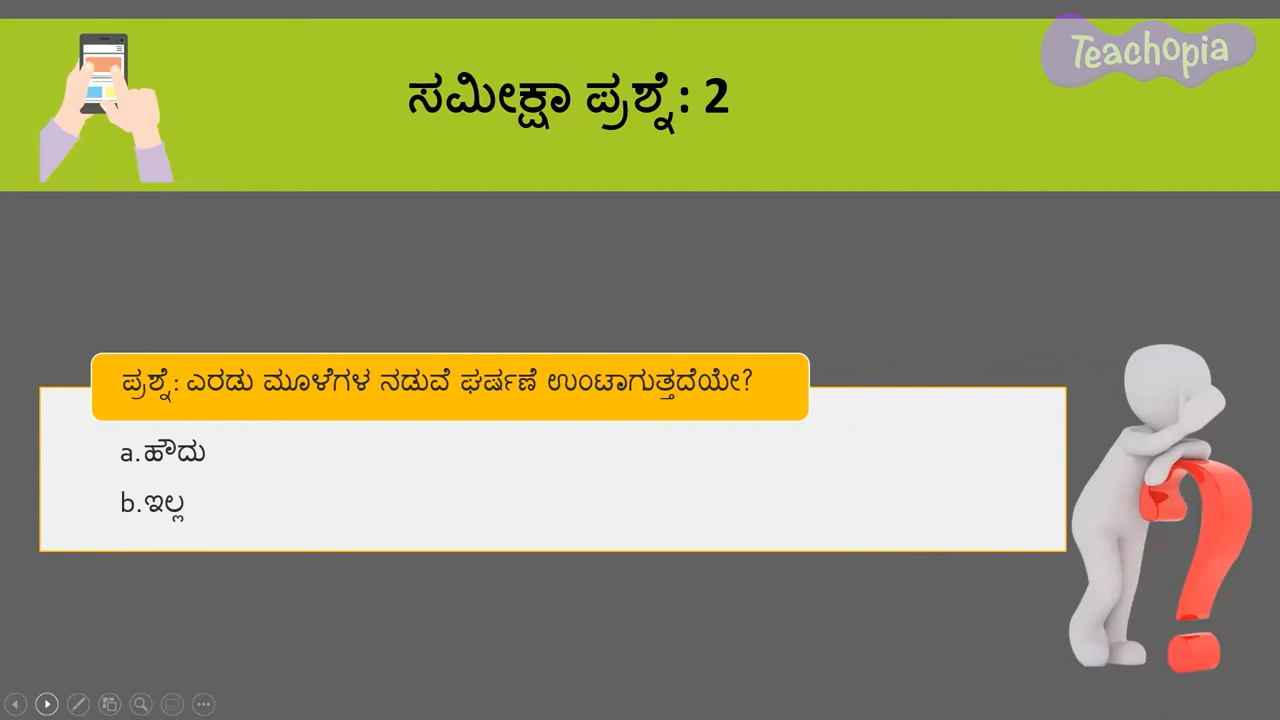 Teachopia
ಸಮೀಕ್ಷಾ ಪ್ರಶ್ನೆ: 2
ಪ್ರಶ್ನೆ: ಎರಡು ಮೂಳೆಗಳ ನಡುವೆ ಘರ್ಷಣೆ ಉಂಟಾಗುತ್ತದೆಯೇ?
a.ಹೌದು
b.ಇಲ್ಲ